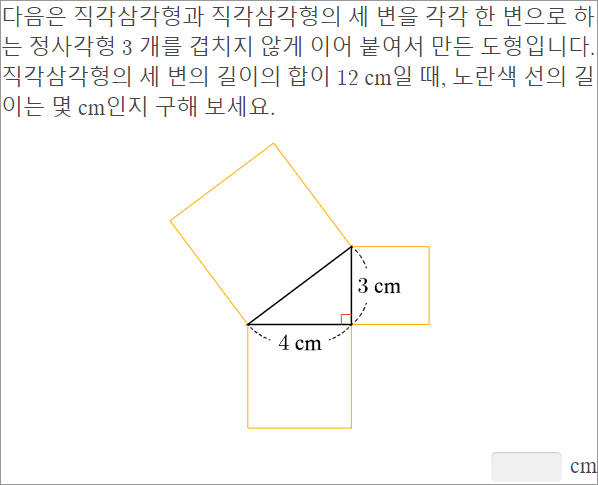 다음은 직각삼각형과 직각삼각형의 세 변을 각각 한 변으로 하
는 정사각형 3 개를 겹치지 않게 이어 붙여서 만든 도형입니다.
직각삼각형의 세 변의 길이의 합이 12 cm일 때, 노란색 선의 길
이는 몇 cm인지 구해 보세요.
3 cm
4 cm
cm